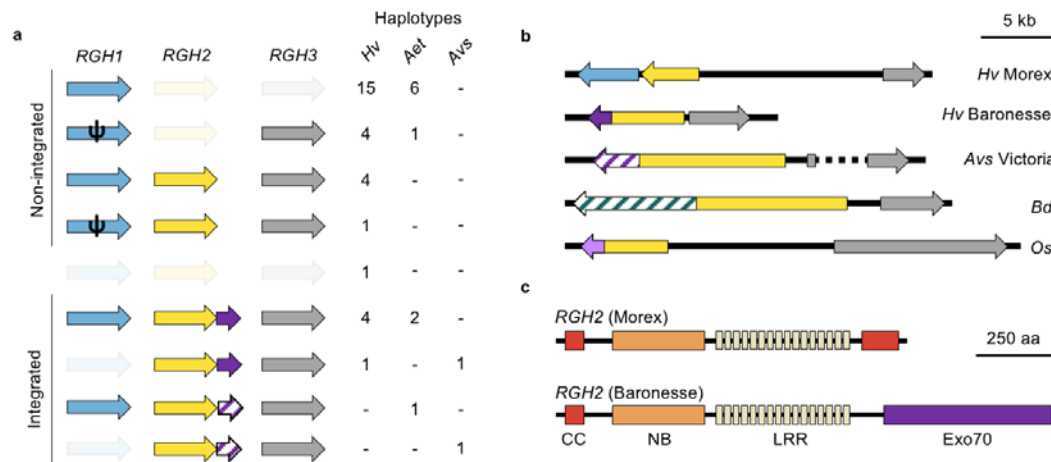 a
Haplotypes
RGH1 RGH2 RGH3 Hv Aet Avs
Non-integrated
15 6 -
ψ 4 1 -
4 - -
ψ 1 - -
1 - -
Integrated
4 2 -
1 - 1
- 1 -
- - 1
b
5 kb
Hv Morex
Hv Baronesse
Avs Victoria
Bd
Os
c
RGH2 (Morex)
250 aa
RGH2 (Baronesse)
CC NB LRR Exo70